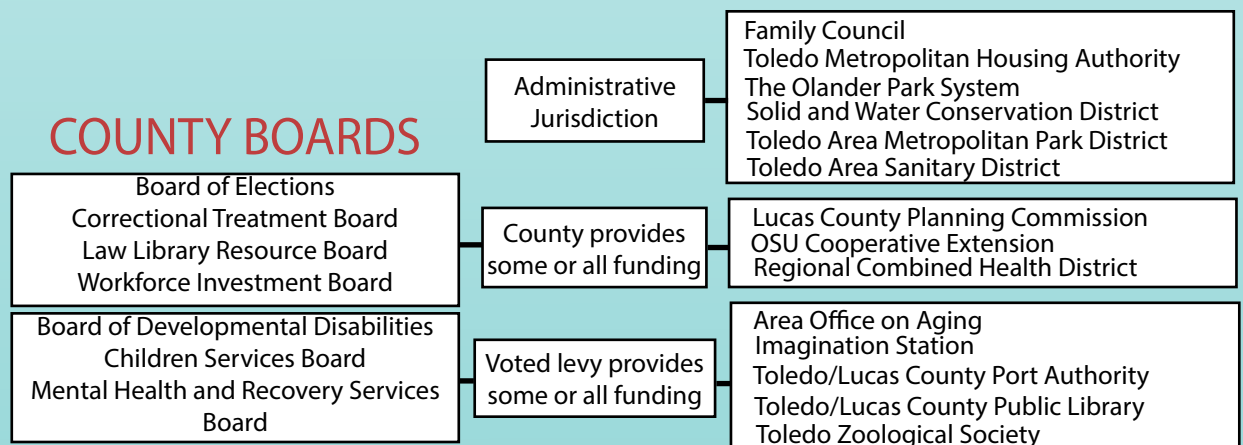 COUNTY BOARDS
Board of Elections
Correctional Treatment Board
Law Library Resource Board
Workforce Investment Board
Board of Developmental Disabilities
Children Services Board
Mental Health and Recovery Services
Board
Administrative
Jurisdiction
County provides
some or all funding
Voted levy provides
some or all funding
Family Council
Toledo Metropolitan Housing Authority
The Olander Park System
Solid and Water Conservation District
Toledo Area Metropolitan Park District
Toledo Area Sanitary District
Lucas County Planning Commission
OSU Cooperative Extension
Regional Combined Health District
Area Office on Aging
Imagination Station
Toledo/Lucas County Port Authority
Toledo/Lucas County Public Library
Toledo Zoological Society